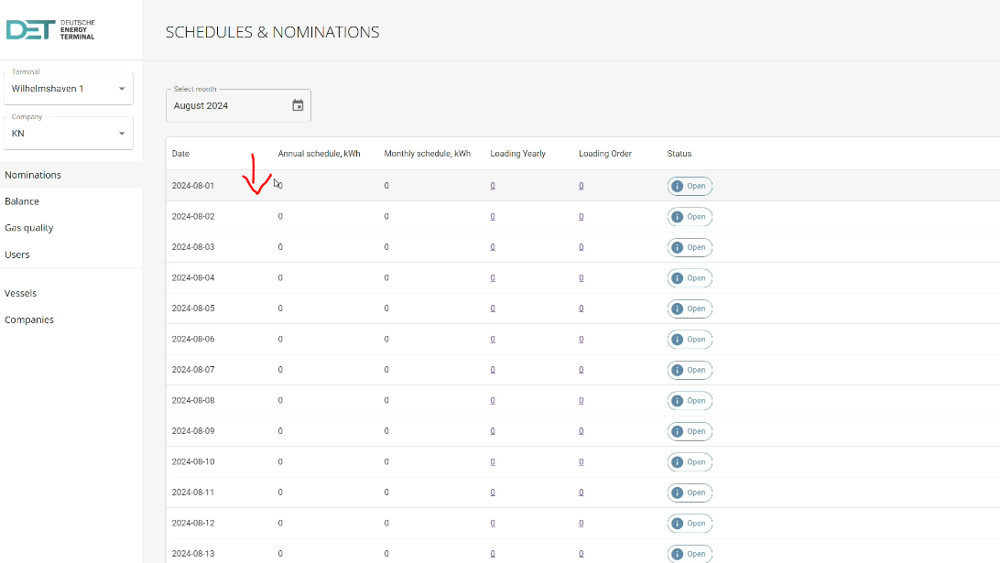 DET DEUTSCHE
ENERGY
TERMINAL
SCHEDULES & NOMINATIONS
Terminal
Wilhelmshaven 1
Company
KN
Nominations
Balance
Gas quality
Users
Vessels
Companies
Select month
August 2024
Date Annual schedule, kWh Monthly schedule, kWh Loading Yearly Loading Order Status
2024-08-01 0 0 0 0 Open
2024-08-02 0 0 0 0 Open
2024-08-03 0 0 0 0 Open
2024-08-04 0 0 0 0 Open
2024-08-05 0 0 0 0 Open
2024-08-06 0 0 0 0 Open
2024-08-07 0 0 0 0 Open
2024-08-08 0 0 0 0 Open
2024-08-09 0 0 0 0 Open
2024-08-10 0 0 0 0 Open
2024-08-11 0 0 0 0 Open
2024-08-12 0 0 0 0 Open
2024-08-13 0 0 0 0 Open